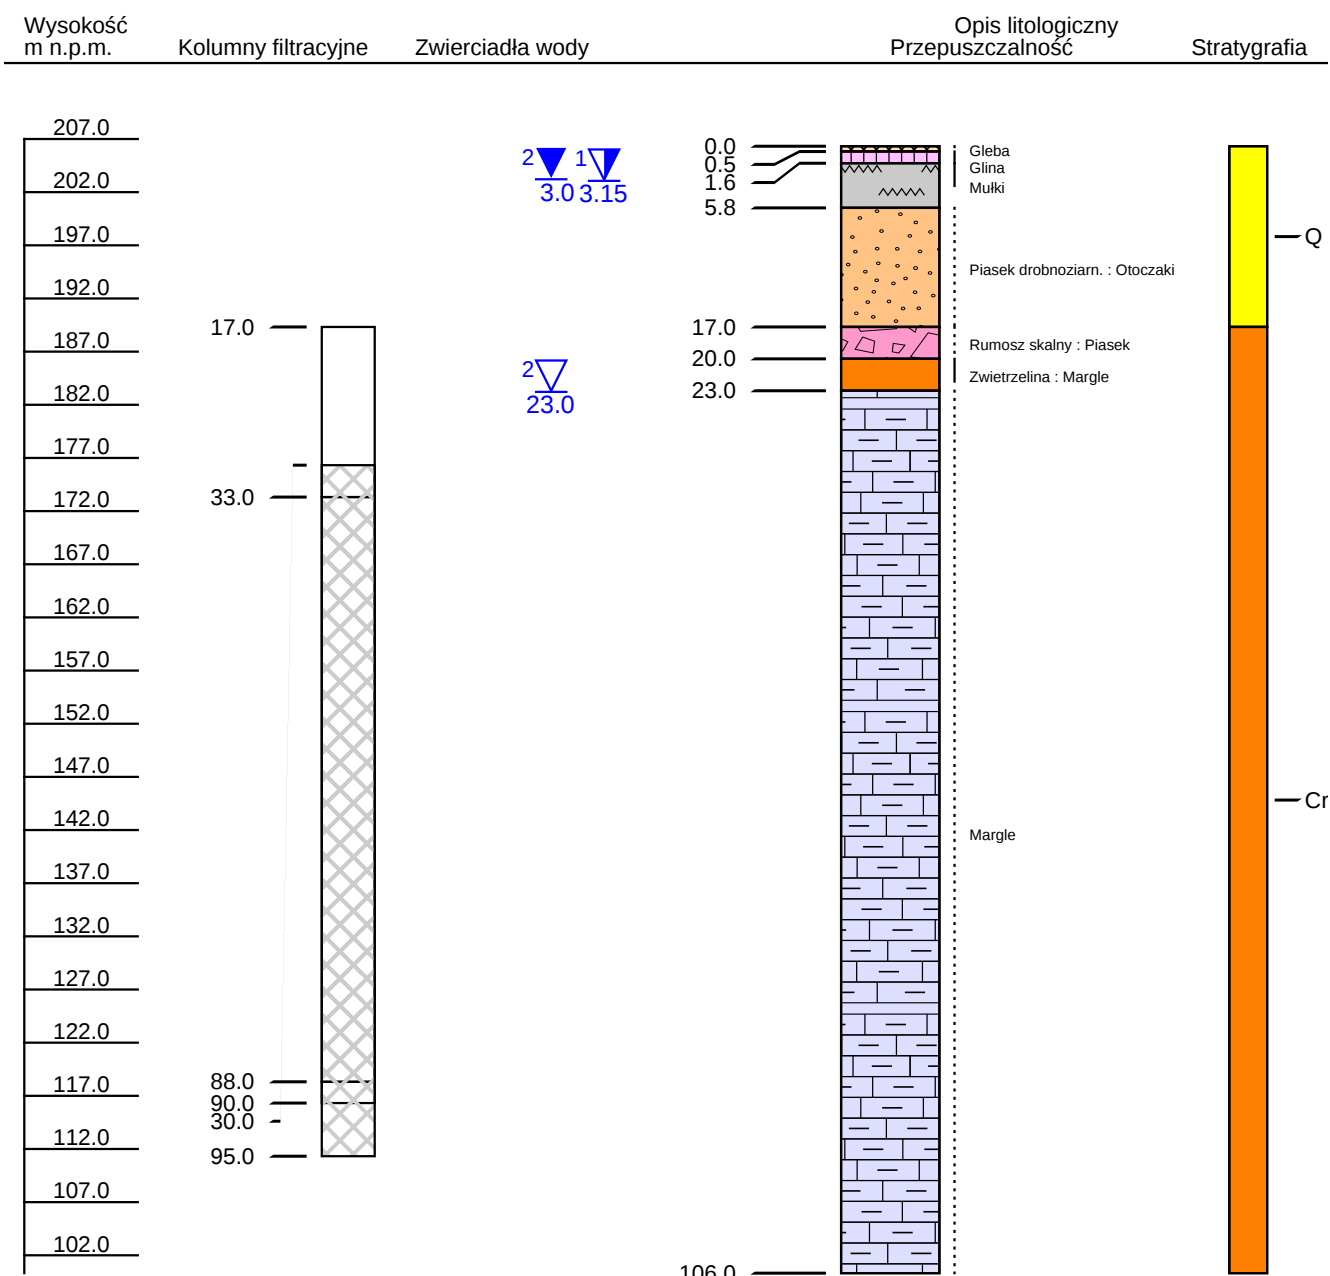 Wysokość
m n.p.m.
Kolumny filtracyjne
Zwierciadła wody
Opis litologiczny
Przepuszczalność
Stratygrafia
207.0
202.0
197.0
192.0
187.0
182.0
177.0
172.0
167.0
162.0
157.0
152.0
147.0
142.0
137.0
132.0
127.0
122.0
117.0
112.0
107.0
102.0
17.0
33.0
88.0
90.0
30.0
95.0
2 1
3.0 3.15
2
23.0
0.0
0.5
1.6
5.8
17.0
20.0
23.0
106.0
Gleba
Glina
Mułki
Piasek drobnoziarn. : Otoczaki
Rumosz skalny : Piasek
Zwietrzelina : Margle
Margle
Q
Cr